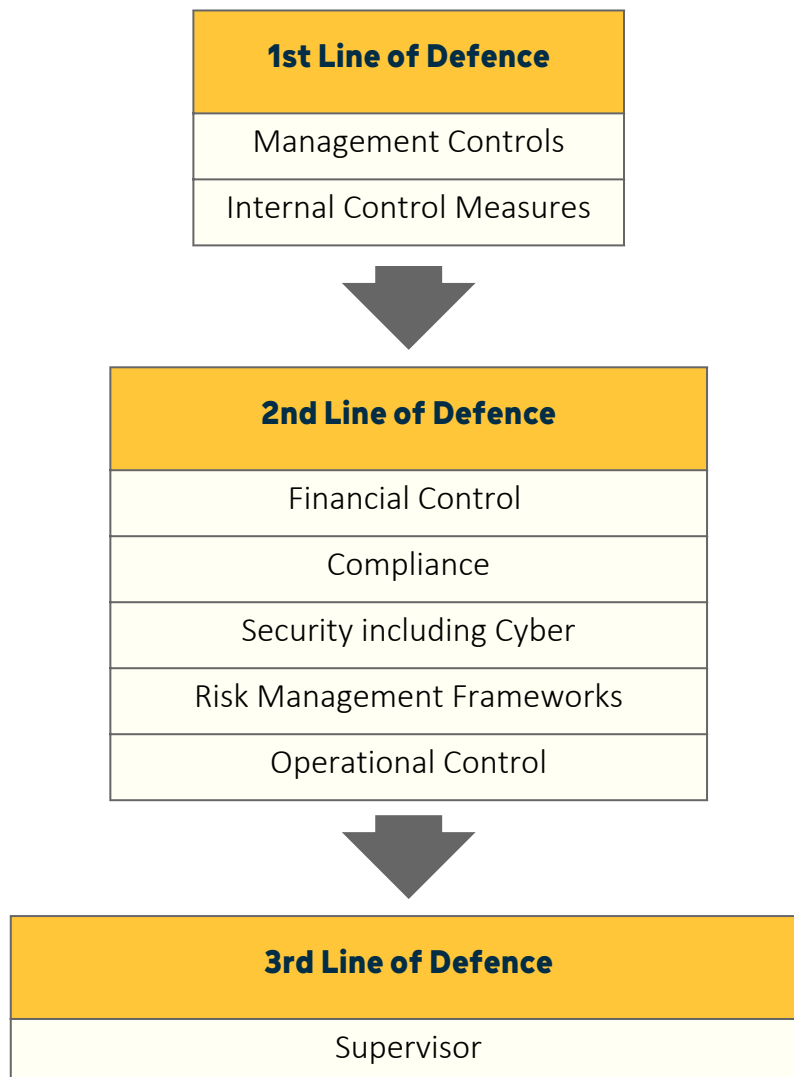 1st Line of Defence
Management Controls
Internal Control Measures
2nd Line of Defence
Financial Control
Compliance
Security including Cyber
Risk Management Frameworks
Operational Control
3rd Line of Defence
Supervisor